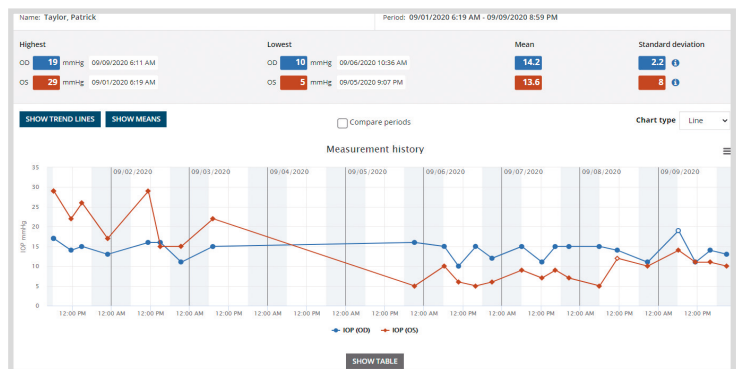 Name: Taylor, Patrick
Period: 09/01/2020 6:19 AM - 09/09/2020 8:59 PM
Highest
Lowest
Mean
Standard deviation
OD 19 mmHg 09/09/2020 6:11 AM
OD 10 mmHg 09/06/2020 10:36 AM
14.2
2.2
OS 29 mmHg 09/01/2020 6:19 AM
OS 5 mmHg 09/05/2020 9:07 PM
13.6
8
SHOW TREND LINES
SHOW MEANS
Compare periods
Chart type Line
Measurement history
09/02/2020 09/03/2020 09/04/2020 09/05/2020 09/06/2020 09/07/2020 09/08/2020 09/09/2020
IOP mmHg
35
30
25
20
15
10
5
0
12:00 PM 12:00 AM 12:00 PM 12:00 AM 12:00 PM 12:00 AM 12:00 PM 12:00 AM 12:00 PM 12:00 AM 12:00 PM 12:00 AM 12:00 PM 12:00 AM 12:00 PM 12:00 AM 12:00 PM
IOP (OD) IOP (OS)
SHOW TABLE